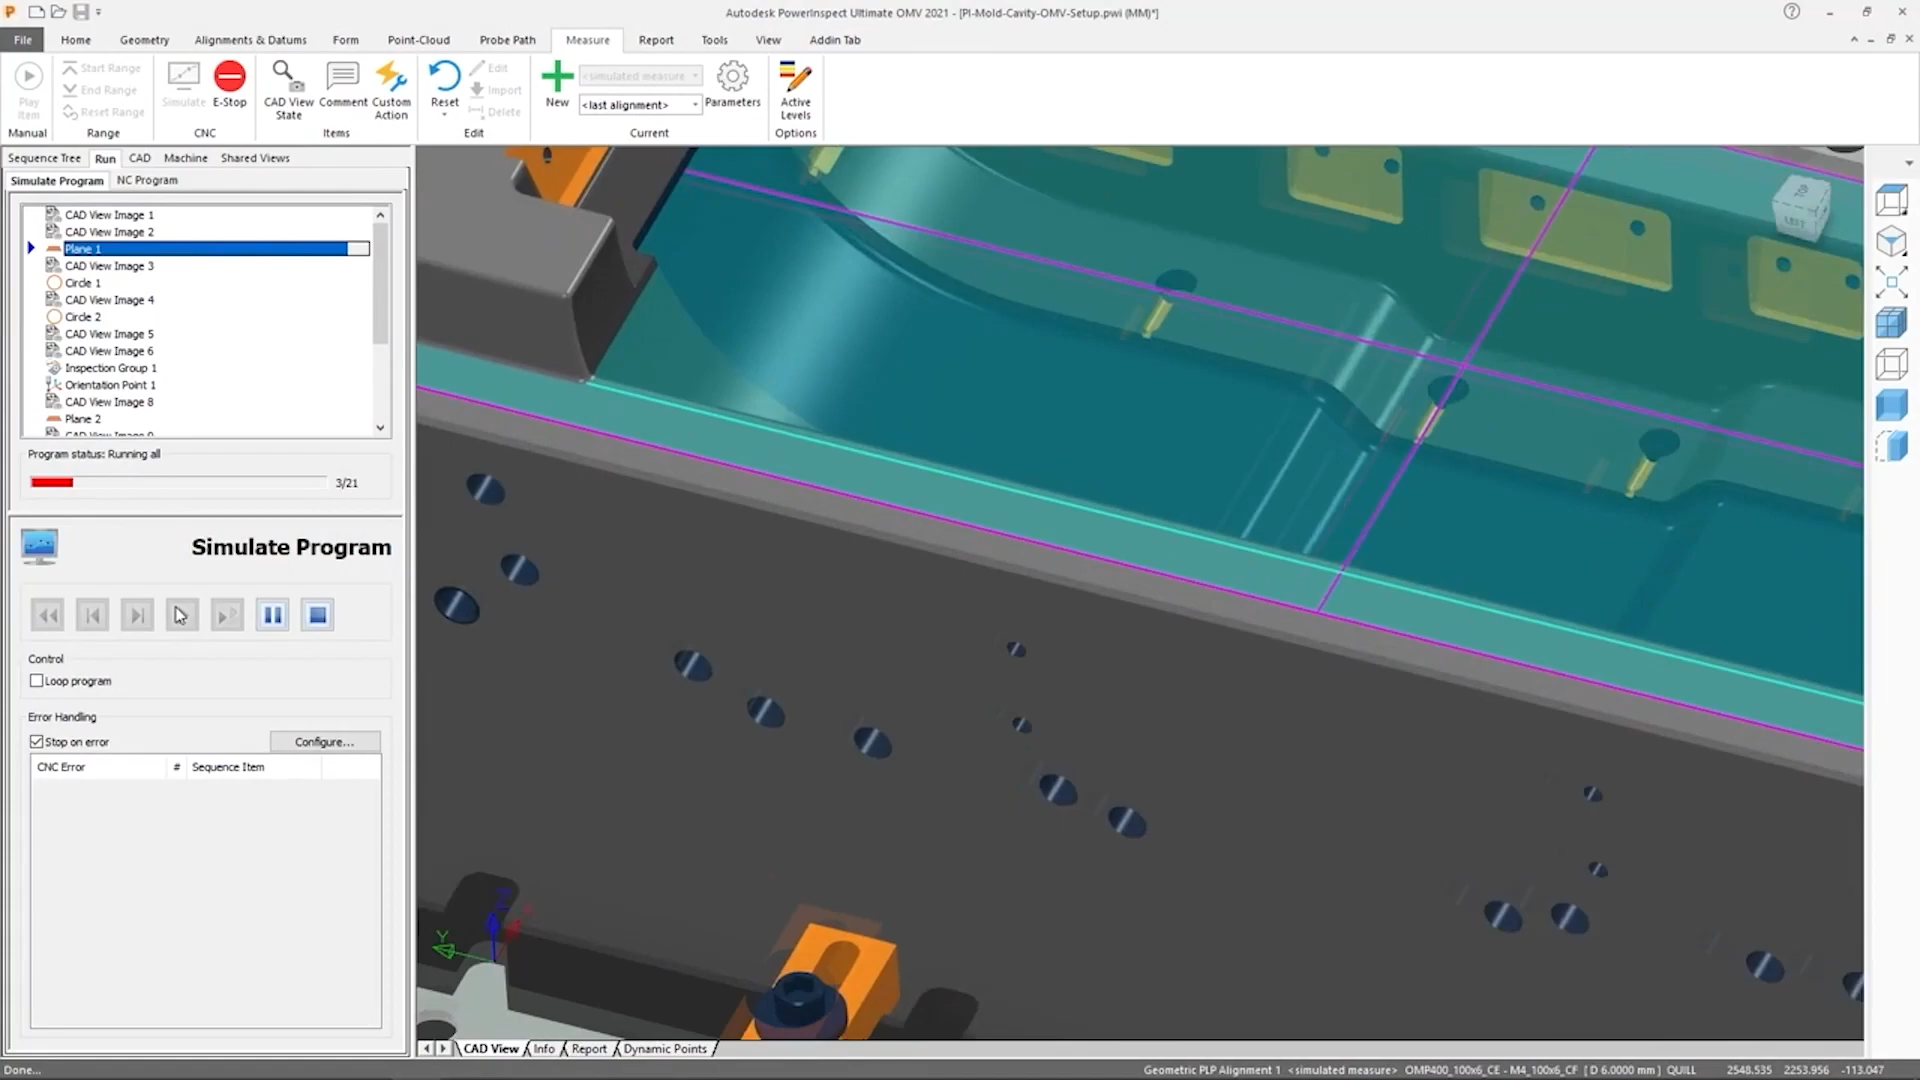 Autodesk PowerInspect Ultimate OMV 2021 - [PI-Mold-Cavity-OMV-Setup.pwi (MM)*]
File Home Geometry Alignments & Datums Form Point-Cloud Probe Path Measure Report Tools View Addin Tab
Play Item
Manual
Start Range
End Range
Reset Range
Range
Simulate
E-Stop
CNC
CAD View State
Comment
Custom Action
Items
Reset
Edit
Import
Delete
Edit
New
<simulated measure
<last alignment>
Parameters
Current
Active Levels
Options
Sequence Tree Run CAD Machine Shared Views
Simulate Program NC Program
CAD View Image 1
CAD View Image 2
Plane 1
CAD View Image 3
Circle 1
CAD View Image 4
Circle 2
CAD View Image 5
CAD View Image 6
Inspection Group 1
Orientation Point 1
CAD View Image 8
Plane 2
CAD View Image 9
Program status: Running all
3/21
Simulate Program
Control
Loop program
Error Handling
Stop on error
Configure...
CNC Error # Sequence Item
Z
Y
CAD View Info Report Dynamic Points
Done... Geometric PLP Alignment 1 <simulated measure> OMP400_100x6_CE - M4_100x6_CF [ D 6.0000 mm ] QUILL 2548.535 2253.956 -113.047